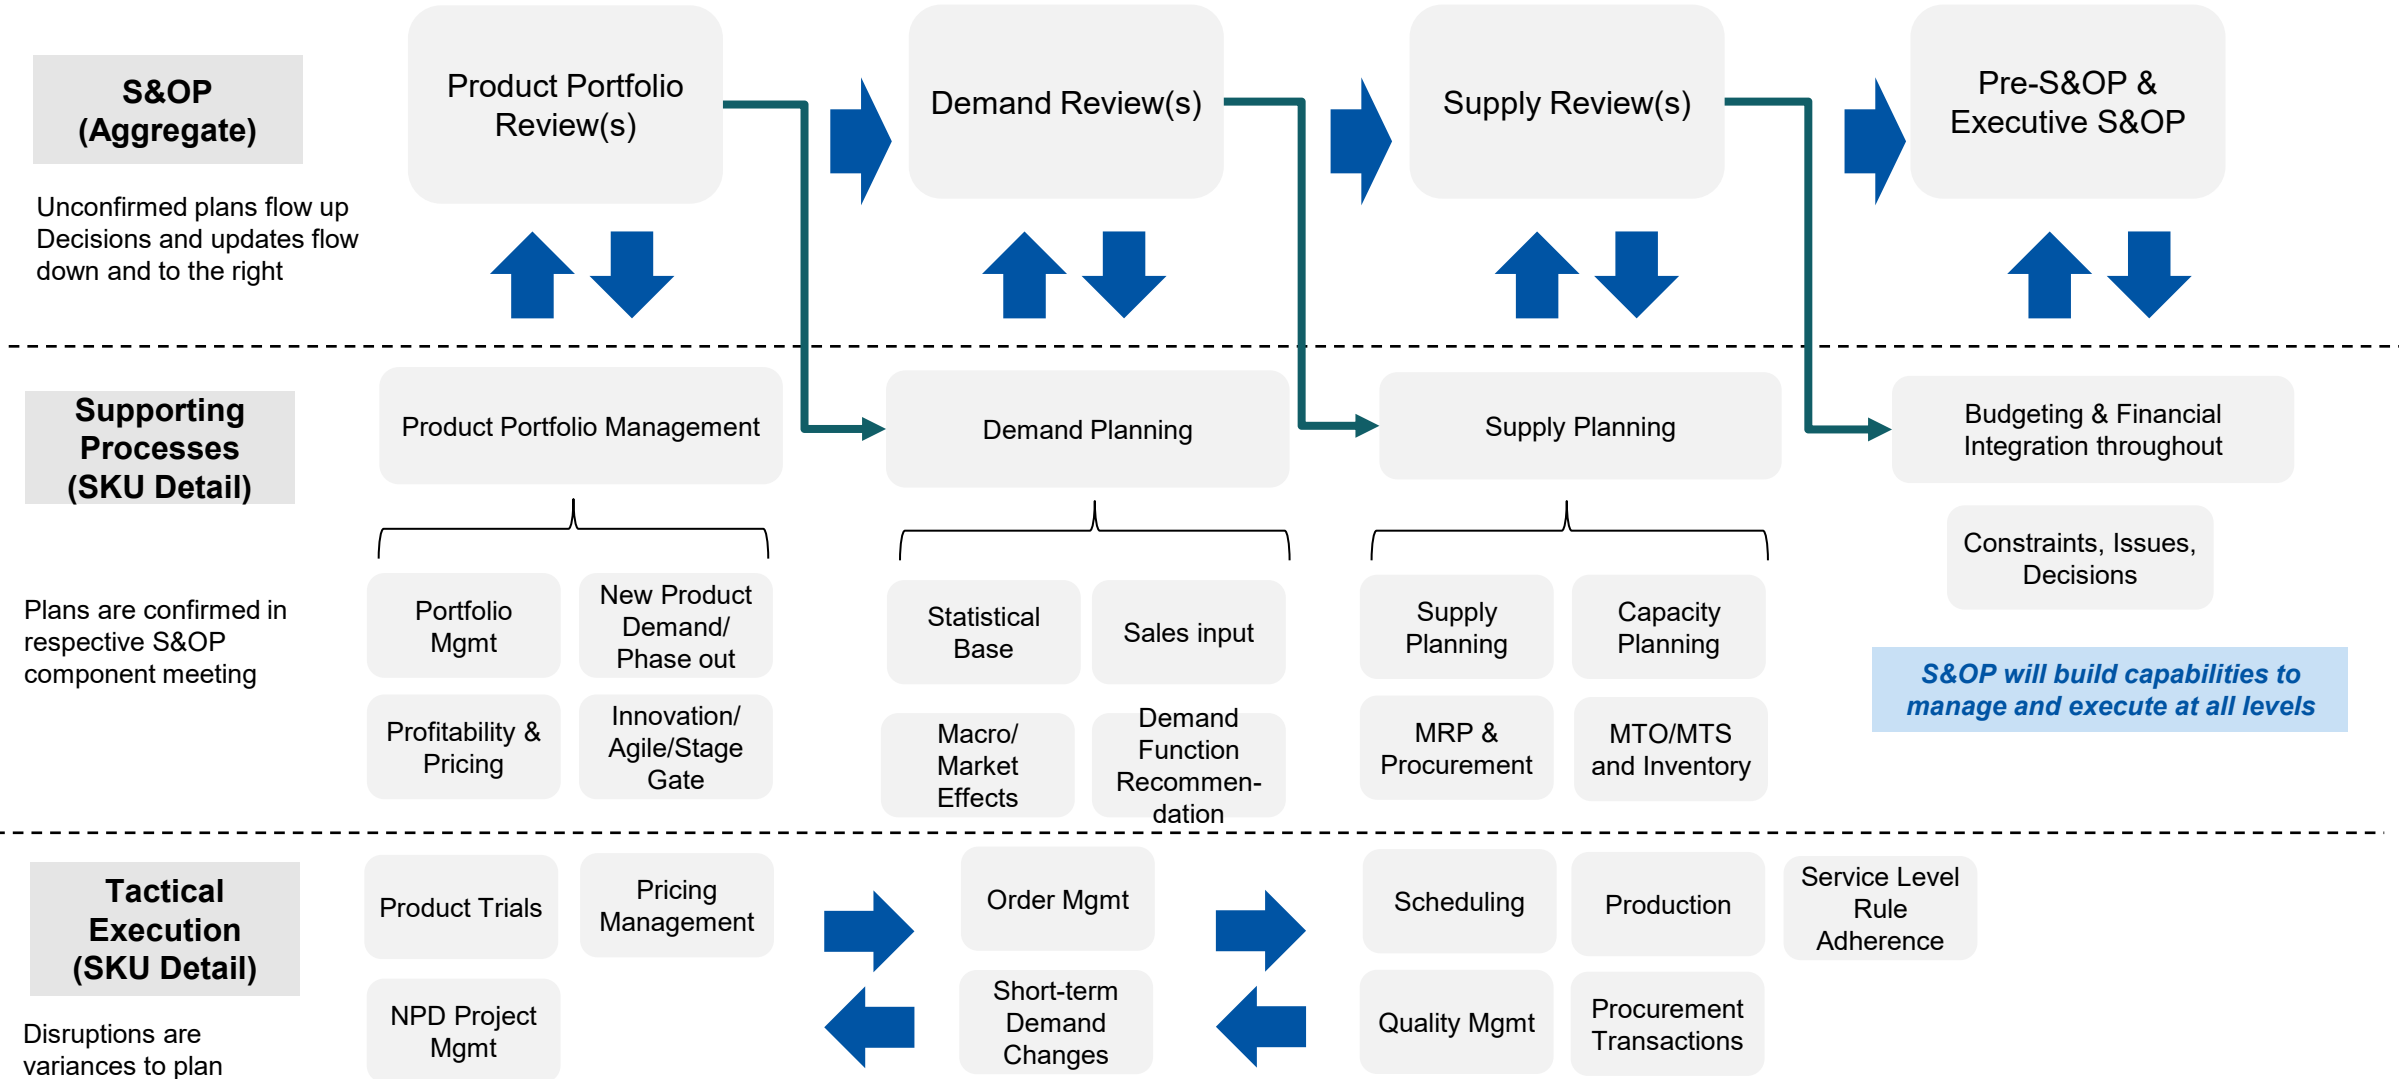 S&OP
(Aggregate)
Unconfirmed plans flow up
Decisions and updates flow
down and to the right
Product Portfolio
Review(s)
Demand Review(s)
Supply Review(s)
Pre-S&OP &
Executive S&OP
Supporting
Processes
(SKU Detail)
Plans are confirmed in
respective S&OP
component meeting
Product Portfolio Management
Demand Planning
Supply Planning
Budgeting & Financial
Integration throughout
Portfolio
Mgmt
New Product
Demand/
Phase out
Profitability &
Pricing
Innovation/
Agile/Stage
Gate
Statistical
Base
Sales input
Macro/
Market
Effects
Demand
Function
Recommen-
dation
Supply
Planning
Capacity
Planning
MRP &
Procurement
MTO/MTS
and Inventory
Constraints, Issues,
Decisions
S&OP will build capabilities to
manage and execute at all levels
Tactical
Execution
(SKU Detail)
Disruptions are
variances to plan
Product Trials
Pricing
Management
NPD Project
Mgmt
Order Mgmt
Short-term
Demand
Changes
Scheduling
Production
Service Level
Rule
Adherence
Quality Mgmt
Procurement
Transactions